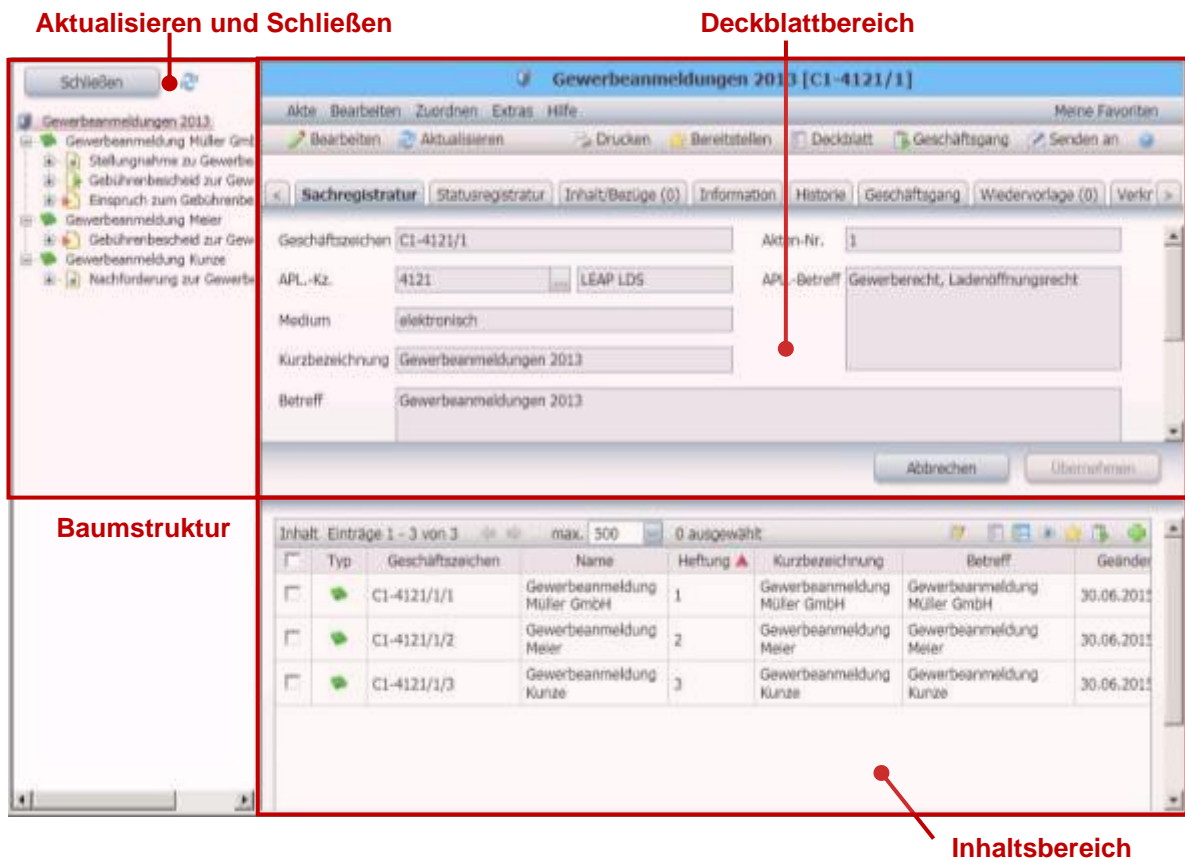 Aktualisieren und Schließen
Deckblattbereich
Schließen
Gewerbeanmeldungen 2013
Gewerbeanmeldung Müller Gmb
Stellungnahme zu Gewerbe
Gebührenbescheid zur Gew
Einspruch zum Gebührenbe
Gewerbeanmeldung Meier
Gebührenbescheid zur Gew
Gewerbeanmeldung Kunze
Nachforderung zur Gewerbe
Baumstruktur
Gewerbeanmeldungen 2013 [C1-4121/1]
Akte Bearbeiten Zuordnen Extras Hilfe Meine Favoriten
Bearbeiten Aktualisieren Drucken Bereitstellen Deckblatt Geschäftsgang Senden an
< Sachregistratur Statusregistratur Inhalt/Bezüge (0) Information Historie Geschäftsgang Wiedervorlage (0) Verkr >
Geschäftszeichen C1-4121/1 Akten-Nr. 1
APL.-Kz. 4121 ... LEAP LDS APL.-Betreff Gewerberecht, Ladenöffnungsrecht
Medium elektronisch
Kurzbezeichnung Gewerbeanmeldungen 2013
Betreff Gewerbeanmeldungen 2013
Abbrechen Übernehmen
Inhalt Einträge 1 - 3 von 3 max. 500 0 ausgewählt
Typ Geschäftszeichen Name Heftung Kurzbezeichnung Betreff Geänder
C1-4121/1/1 Gewerbeanmeldung Müller GmbH 1 Gewerbeanmeldung Müller GmbH Gewerbeanmeldung Müller GmbH 30.06.2015
C1-4121/1/2 Gewerbeanmeldung Meier 2 Gewerbeanmeldung Meier Gewerbeanmeldung Meier 30.06.2015
C1-4121/1/3 Gewerbeanmeldung Kunze 3 Gewerbeanmeldung Kunze Gewerbeanmeldung Kunze 30.06.2015
Inhaltsbereich